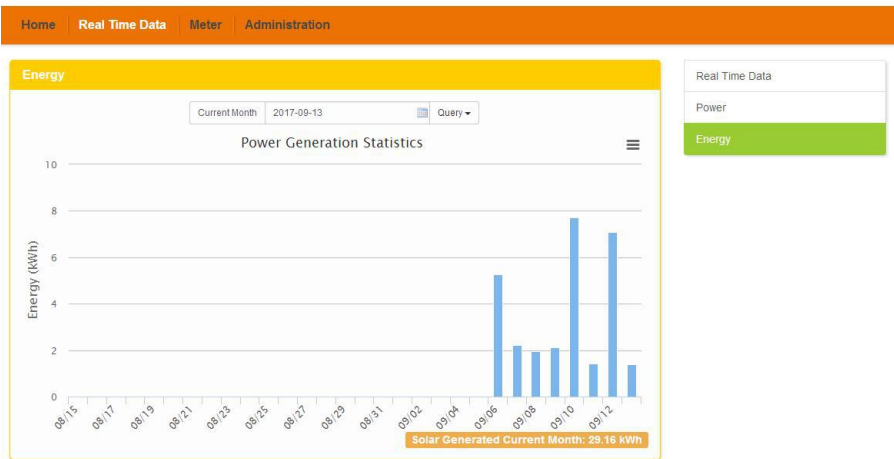 Home Real Time Data Meter Administration
Energy
Real Time Data
Power
Energy
Current Month 2017-09-13 Query
Power Generation Statistics
Energy (kWh)
10
8
6
4
2
0
08/15 08/17 08/19 08/21 08/23 08/25 08/27 08/29 08/31 09/02 09/04 09/06 09/08 09/10 09/12
Solar Generated Current Month: 29.16 kWh